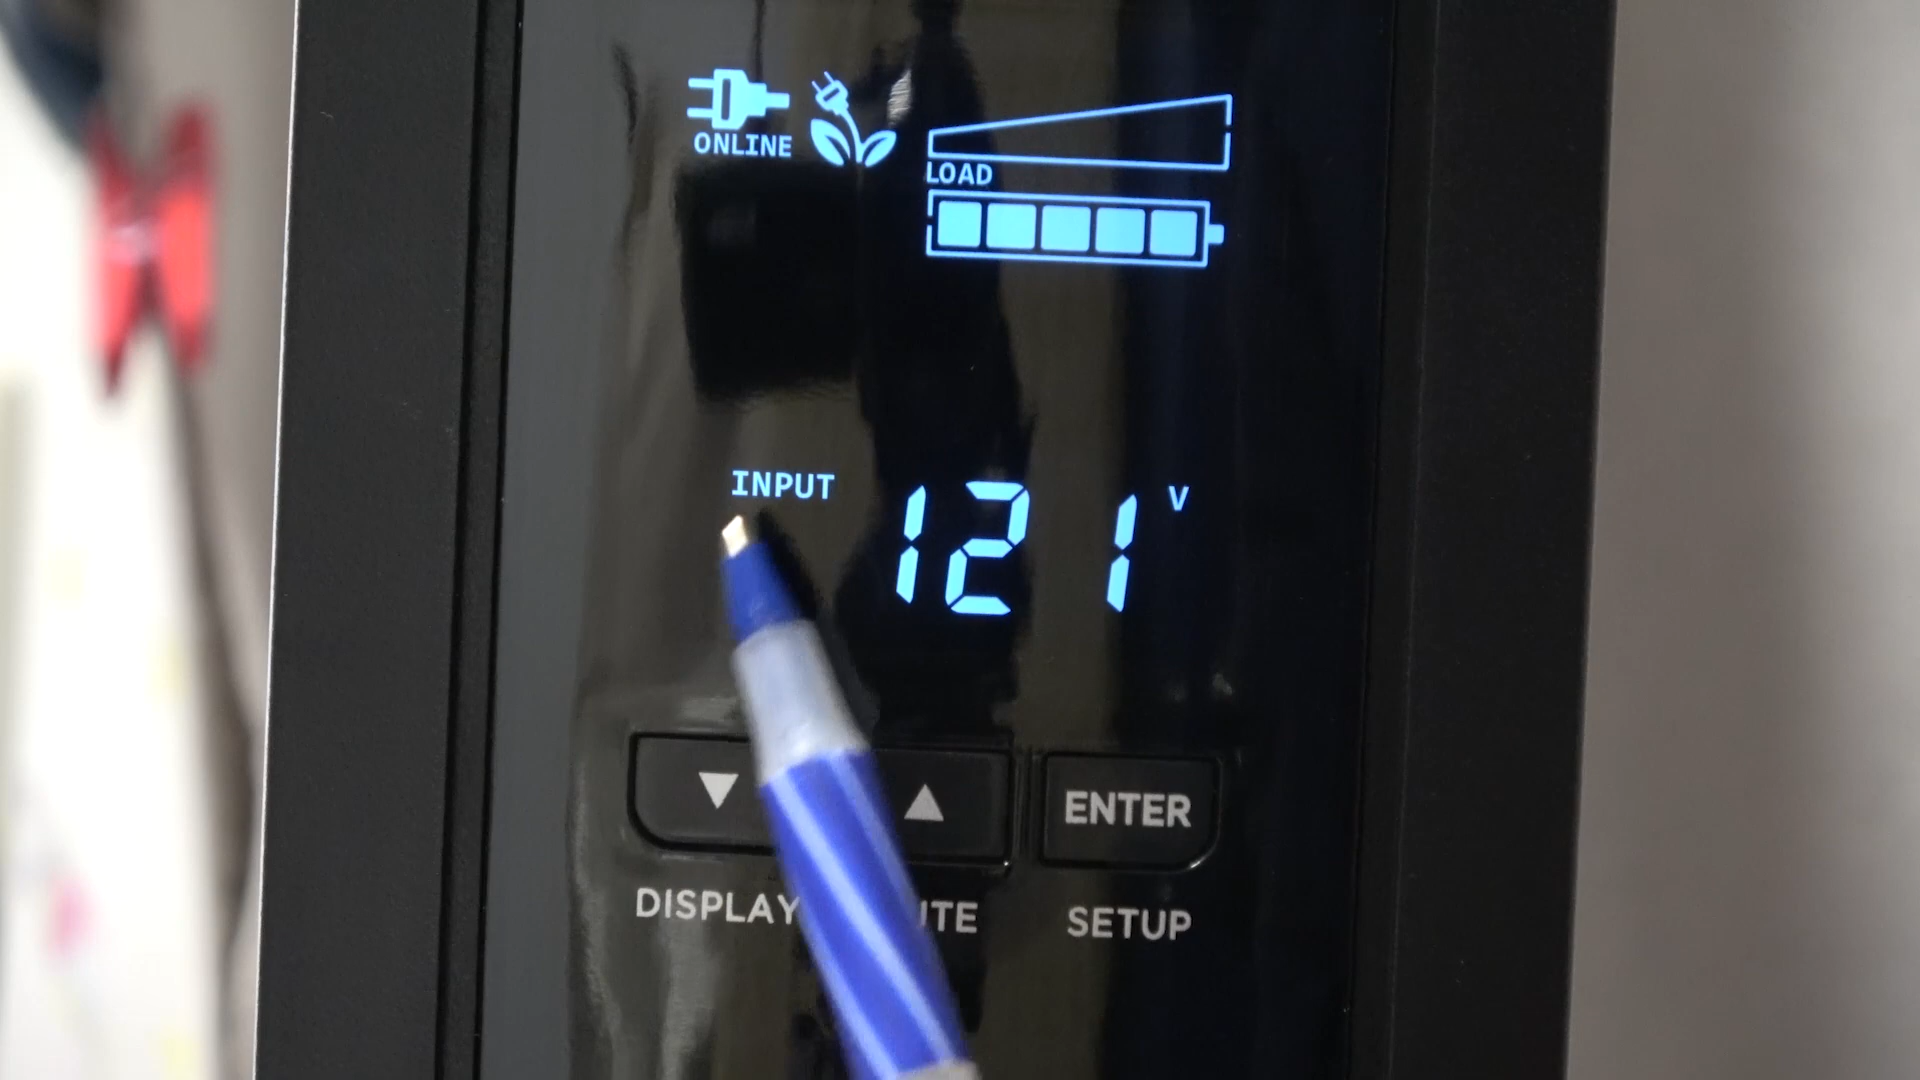 ONLINE
LOAD
INPUT 121 V
ENTER
DISPLAY SETUP